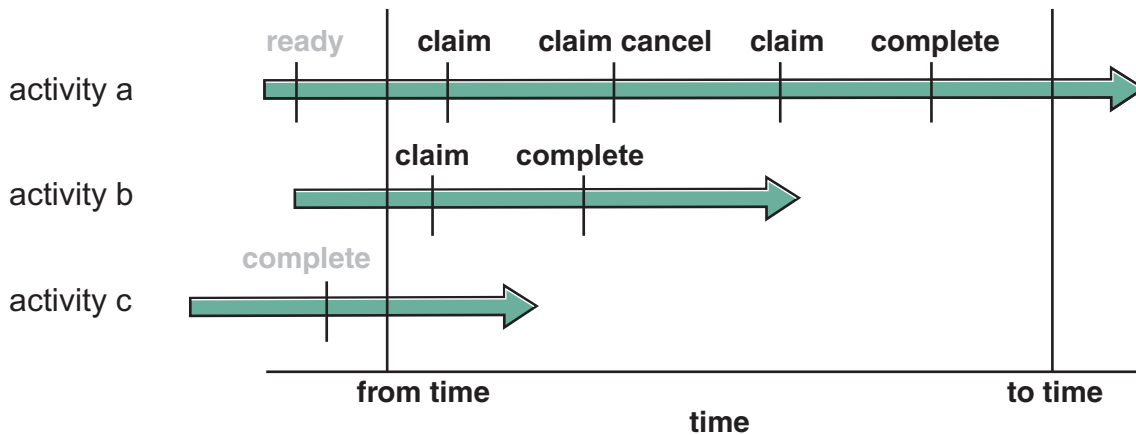 ready claim claim cancel claim complete
activity a
claim complete
activity b
complete
activity c
from time to time
time